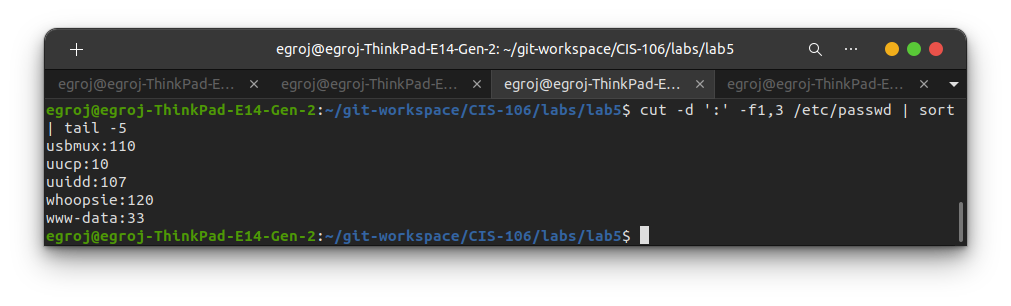 egroj@egroj-ThinkPad-E14-Gen-2: ~/git-workspace/CIS-106/labs/lab5
egroj@egroj-ThinkPad-E... egroj@egroj-ThinkPad-E... egroj@egroj-ThinkPad-E... egroj@egroj-ThinkPad-E...
egroj@egroj-ThinkPad-E14-Gen-2:~/git-workspace/CIS-106/labs/lab5$ cut -d ':' -f1,3 /etc/passwd | sort
| tail -5
usbmux:110
uucp:10
uuidd:107
whoopsie:120
www-data:33
egroj@egroj-ThinkPad-E14-Gen-2:~/git-workspace/CIS-106/labs/lab5$